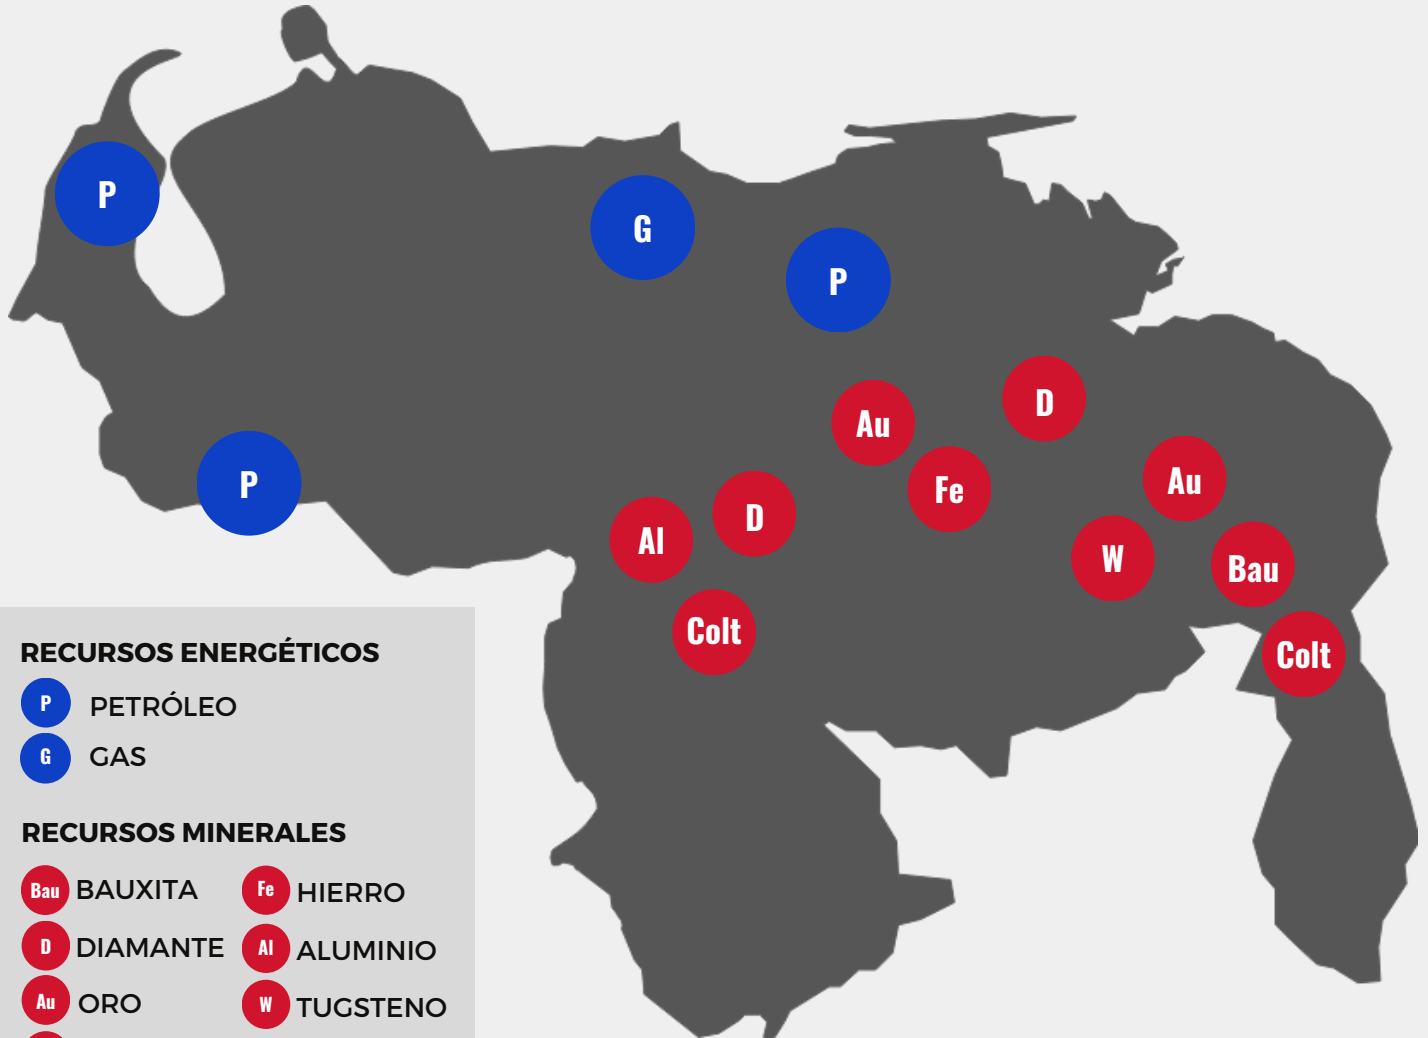 P
G
P
P
Au
D
Fe
Au
Al
D
W
Bau
Colt
Colt
RECURSOS ENERGÉTICOS
P PETRÓLEO
G GAS
RECURSOS MINERALES
Bau BAUXITA Fe HIERRO
D DIAMANTE Al ALUMINIO
Au ORO W TUGSTENO